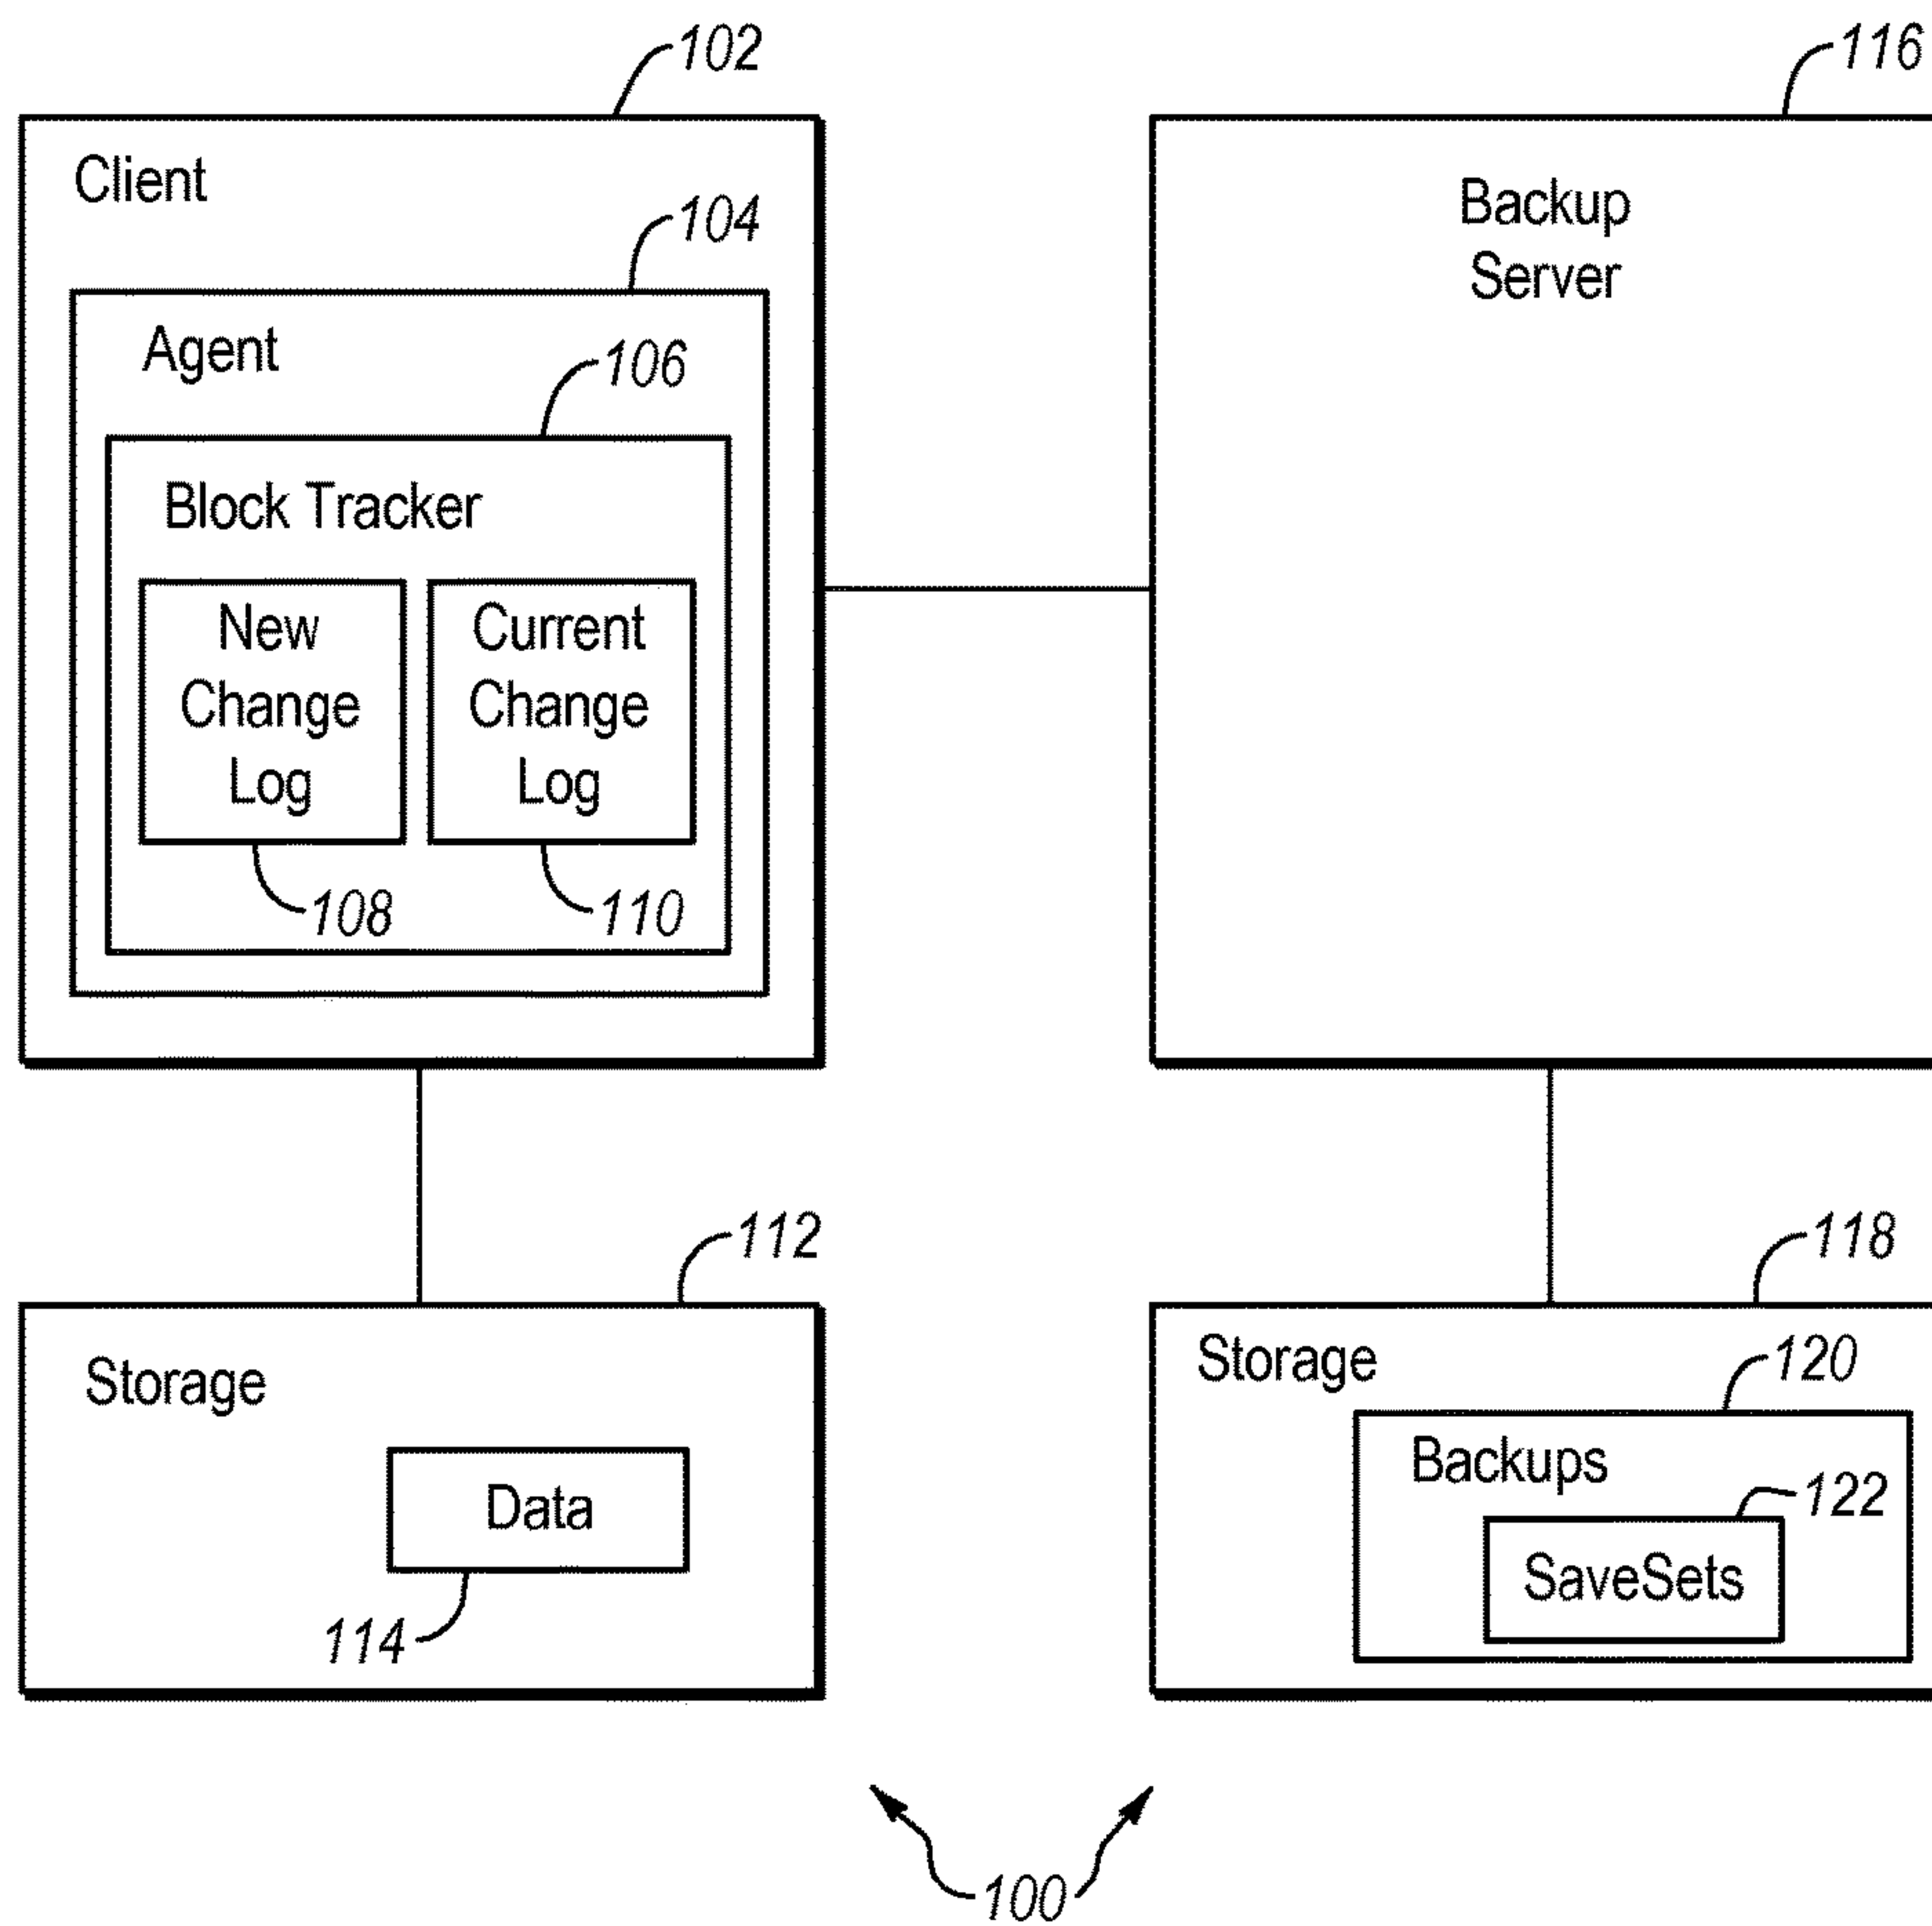 102
116
Client
Backup
Server
104
Agent
106
Block Tracker
New
Change
Log
Current
Change
Log
108
110
112
118
Storage
Storage
120
Backups
122
Data
SaveSets
114
100